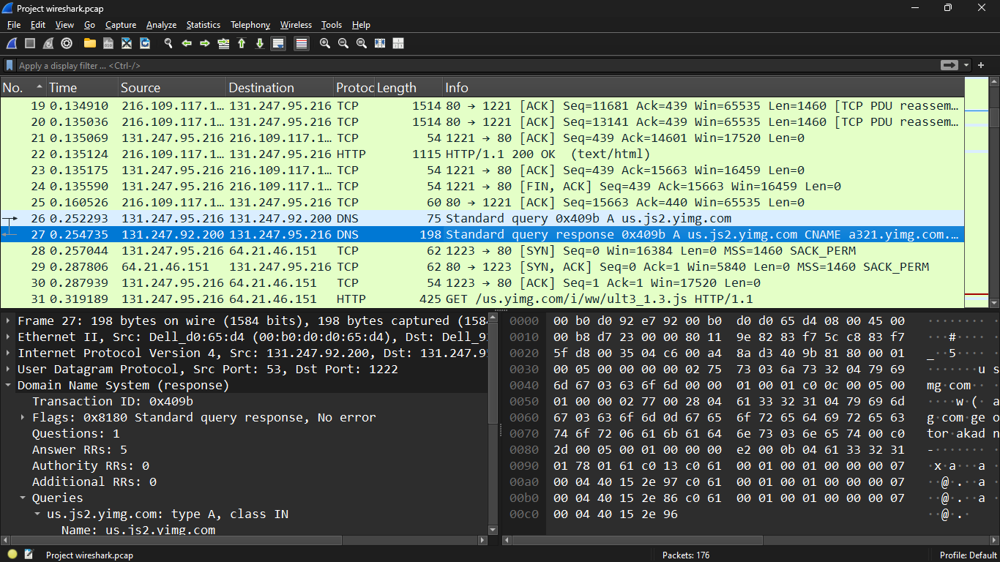 Project wireshark.pcap
File Edit View Go Capture Analyze Statistics Telephony Wireless Tools Help
Apply a display filter ... <Ctrl-/>
No. Time Source Destination Protoc Length Info
19 0.134910 216.109.117.1... 131.247.95.216 TCP 1514 80 → 1221 [ACK] Seq=11681 Ack=439 Win=65535 Len=1460 [TCP PDU reassem...
20 0.135036 216.109.117.1... 131.247.95.216 TCP 1514 80 → 1221 [ACK] Seq=13141 Ack=439 Win=65535 Len=1460 [TCP PDU reassem...
21 0.135069 131.247.95.216 216.109.117.1... TCP 54 1221 → 80 [ACK] Seq=439 Ack=14601 Win=17520 Len=0
22 0.135124 216.109.117.1... 131.247.95.216 HTTP 1115 HTTP/1.1 200 OK (text/html)
23 0.135175 131.247.95.216 216.109.117.1... TCP 54 1221 → 80 [ACK] Seq=439 Ack=15663 Win=16459 Len=0
24 0.135590 131.247.95.216 216.109.117.1... TCP 54 1221 → 80 [FIN, ACK] Seq=439 Ack=15663 Win=16459 Len=0
25 0.160526 216.109.117.1... 131.247.95.216 TCP 60 80 → 1221 [ACK] Seq=15663 Ack=440 Win=65535 Len=0
26 0.252293 131.247.95.216 131.247.92.200 DNS 75 Standard query 0x409b A us.js2.yimg.com
27 0.254735 131.247.92.200 131.247.95.216 DNS 198 Standard query response 0x409b A us.js2.yimg.com CNAME a321.yimg.com....
28 0.257044 131.247.95.216 64.21.46.151 TCP 62 1223 → 80 [SYN] Seq=0 Win=16384 Len=0 MSS=1460 SACK_PERM
29 0.287806 64.21.46.151 131.247.95.216 TCP 62 80 → 1223 [SYN, ACK] Seq=0 Ack=1 Win=5840 Len=0 MSS=1460 SACK_PERM
30 0.287939 131.247.95.216 64.21.46.151 TCP 54 1223 → 80 [ACK] Seq=1 Ack=1 Win=17520 Len=0
31 0.319189 131.247.95.216 64.21.46.151 HTTP 425 GET /us.yimg.com/i/ww/ult3_1.3.js HTTP/1.1
Frame 27: 198 bytes on wire (1584 bits), 198 bytes captured (158
Ethernet II, Src: Dell_d0:65:d4 (00:b0:d0:d0:65:d4), Dst: Dell_9
Internet Protocol Version 4, Src: 131.247.92.200, Dst: 131.247.9
User Datagram Protocol, Src Port: 53, Dst Port: 1222
Domain Name System (response)
Transaction ID: 0x409b
Flags: 0x8180 Standard query response, No error
Questions: 1
Answer RRs: 5
Authority RRs: 0
Additional RRs: 0
Queries
us.js2.yimg.com: type A, class IN
Name: us.js2.yimg.com
0000 00 b0 d0 92 e7 92 00 b0 d0 d0 65 d4 08 00 45 00 ········ ·
0010 00 b8 d7 23 00 00 80 11 9e 82 83 f7 5c c8 83 f7 ···#···· ·
0020 5f d8 00 35 04 c6 00 a4 8a d3 40 9b 81 80 00 01 _··5···· ·
0030 00 05 00 00 00 00 02 75 73 03 6a 73 32 04 79 69 ·······u s
0040 6d 67 03 63 6f 6d 00 00 01 00 01 c0 0c 00 05 00 mg·com·· ·
0050 01 00 00 02 77 00 28 04 61 33 32 31 04 79 69 6d ····w·(· a
0060 67 03 63 6f 6d 0d 67 65 6f 72 65 64 69 72 65 63 g·com·ge o
0070 74 6f 72 06 61 6b 61 64 6e 73 03 6e 65 74 00 c0 tor·akad n
0080 2d 00 05 00 01 00 00 00 e2 00 0b 04 61 33 32 31 -······· ·
0090 01 78 01 61 c0 13 c0 61 00 01 00 01 00 00 00 07 ·x·a···a ·
00a0 00 04 40 15 2e 97 c0 61 00 01 00 01 00 00 00 07 ··@·.··a ·
00b0 00 04 40 15 2e 86 c0 61 00 01 00 01 00 00 00 07 ··@·.··a ·
00c0 00 04 40 15 2e 96 ··@·.·
Project wireshark.pcap Packets: 176 Profile: Default